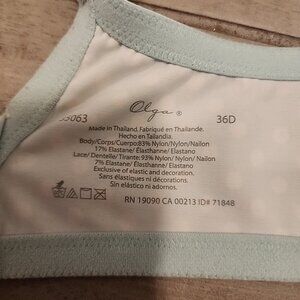 Olga®
35063 36D
Made in Thailand. Fabriqué en Thaïlande.
Hecho en Tailandia.
Body/Corps/Cuerpo:83% Nylon/Nylon/Nailon
17% Elastane/Élasthanne/Elastano
Lace/Dentelle/Tirante: 93% Nylon/Nylon/Nailon
7% Elastane/Élasthanne/Elastano
Exclusive of elastic and decoration.
Sans élastiques ni décorations.
Sin elástico ni adornos.
RN 19090 CA 00213 ID# 71848